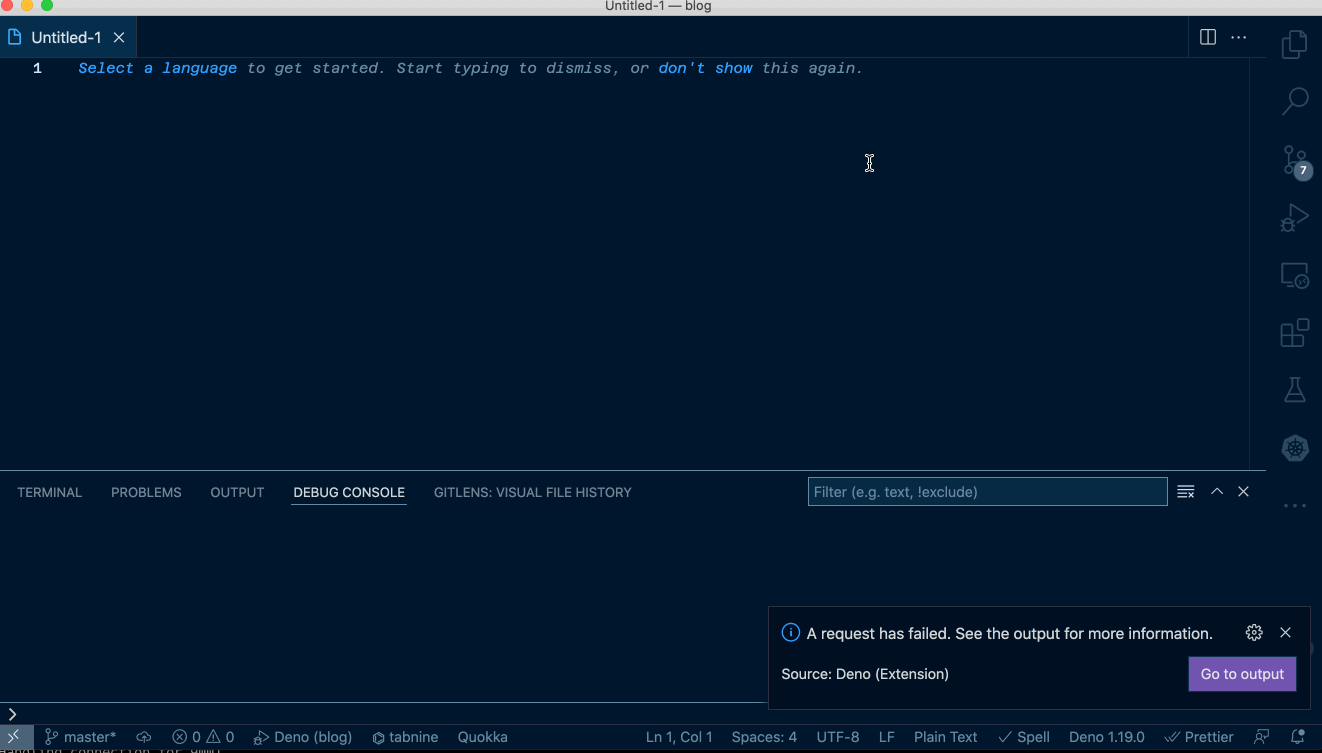 Untitled-1 — blog
Untitled-1
1 Select a language to get started. Start typing to dismiss, or don't show this again.
7
TERMINAL PROBLEMS OUTPUT DEBUG CONSOLE GITLENS: VISUAL FILE HISTORY Filter (e.g. text, !exclude)
A request has failed. See the output for more information.
Source: Deno (Extension) Go to output
master* 0 0 Deno (blog) tabnine Quokka Ln 1, Col 1 Spaces: 4 UTF-8 LF Plain Text Spell Deno 1.19.0 Prettier